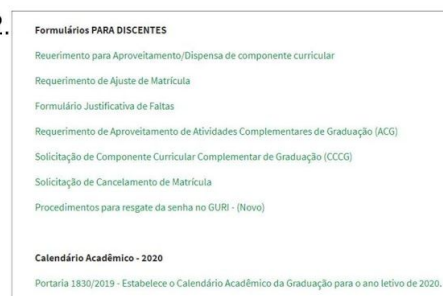 2.
Formulários PARA DISCENTES
Reuerimento para Aproveitamento/Dispensa de componente curricular
Requerimento de Ajuste de Matrícula
Formulário Justificativa de Faltas
Requerimento de Aproveitamento de Atividades Complementares de Graduação (ACG)
Solicitação de Componente Curricular Complementar de Graduação (CCCG)
Solicitação de Cancelamento de Matrícula
Procedimentos para resgate da senha no GURI - (Novo)
Calendário Acadêmico - 2020
Portaria 1830/2019 - Estabelece o Calendário Acadêmico da Graduação para o ano letivo de 2020.